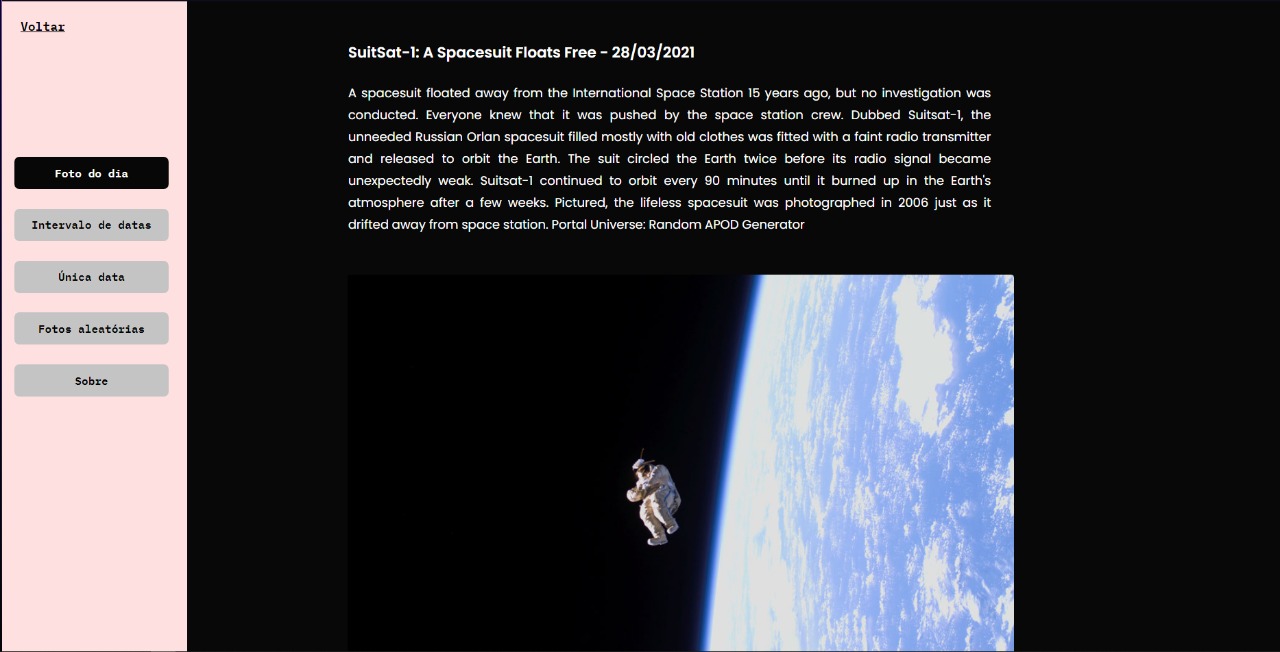 Voltar
Foto do dia
Intervalo de datas
Única data
Fotos aleatórias
Sobre
SuitSat-1: A Spacesuit Floats Free - 28/03/2021
A spacesuit floated away from the International Space Station 15 years ago, but no investigation was
conducted. Everyone knew that it was pushed by the space station crew. Dubbed Suitsat-1, the
unneeded Russian Orlan spacesuit filled mostly with old clothes was fitted with a faint radio transmitter
and released to orbit the Earth. The suit circled the Earth twice before its radio signal became
unexpectedly weak. Suitsat-1 continued to orbit every 90 minutes until it burned up in the Earth's
atmosphere after a few weeks. Pictured, the lifeless spacesuit was photographed in 2006 just as it
drifted away from space station. Portal Universe: Random APOD Generator